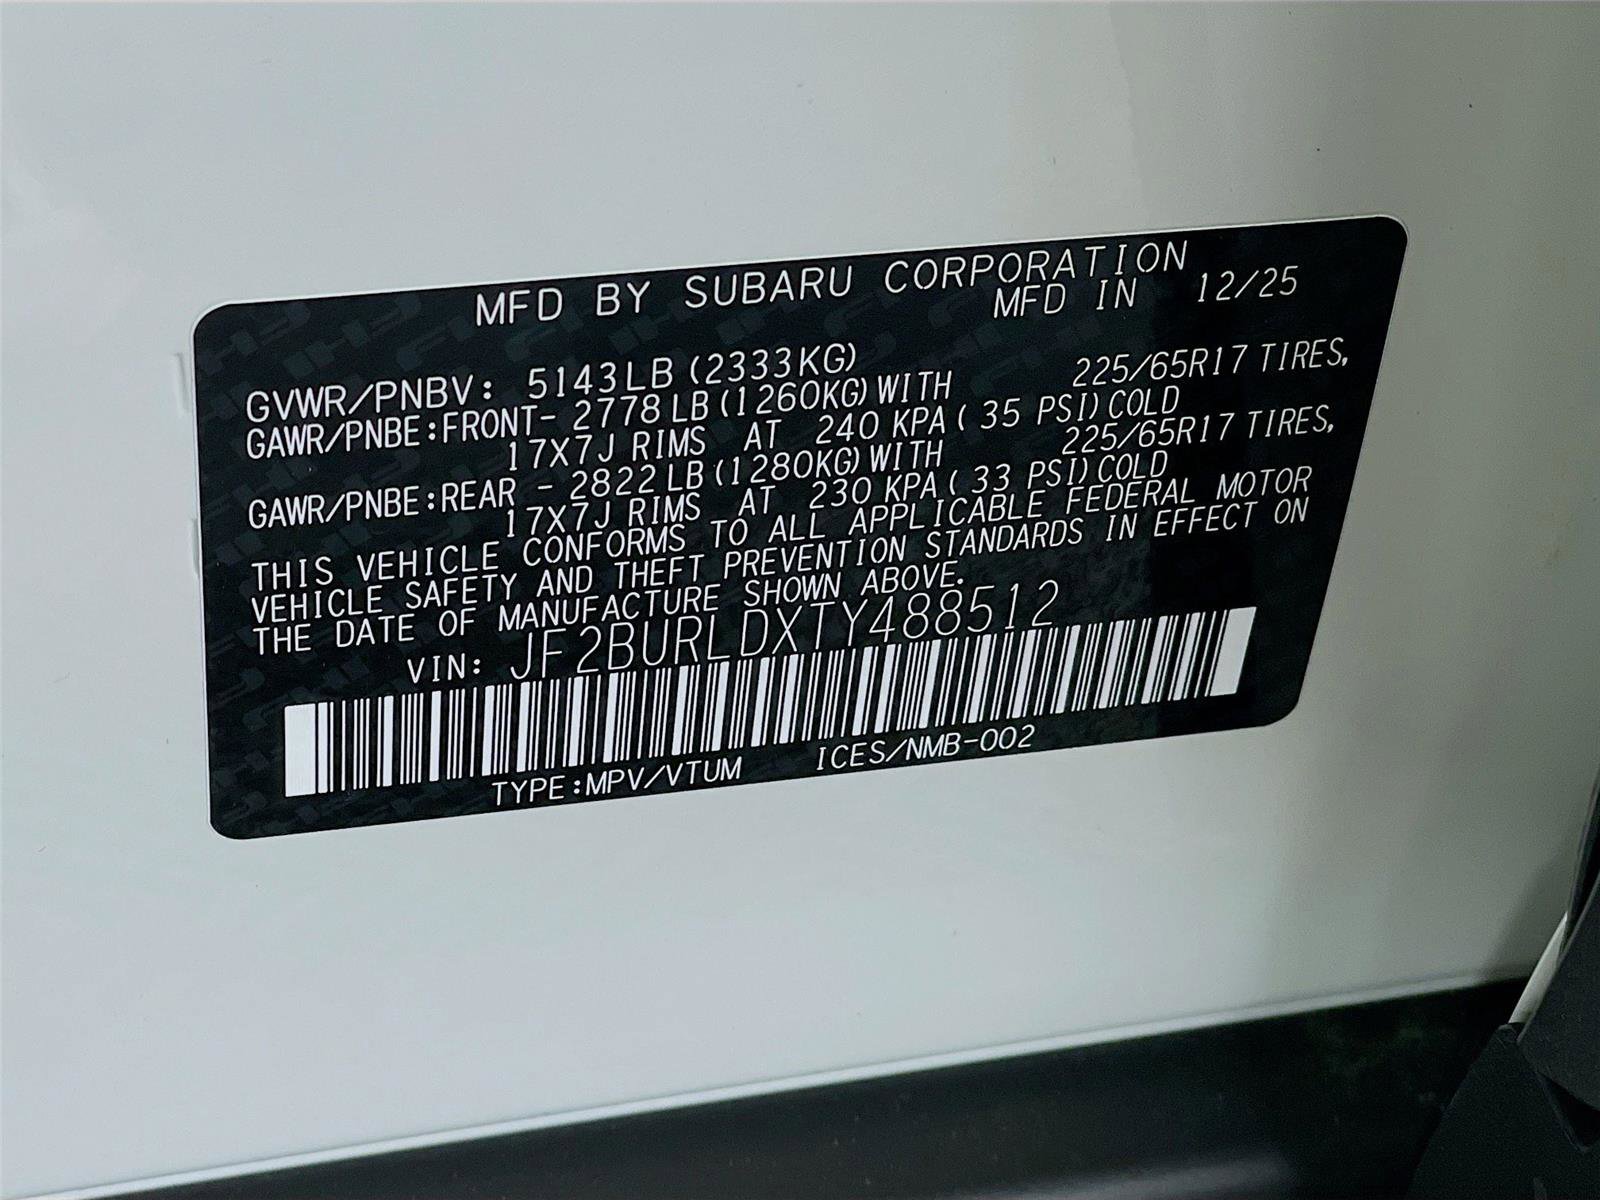 MFD BY SUBARU CORPORATION
MFD IN 12/25
GVWR/PNBV: 5143LB (2333KG)
GAWR/PNBE:FRONT- 2778 LB (1260KG) WITH 225/65R17 TIRES,
17X7J RIMS AT 240 KPA ( 35 PSI) COLD
GAWR/PNBE:REAR - 2822 LB (1280KG) WITH 225/65R17 TIRES,
17X7J RIMS AT 230 KPA ( 33 PSI) COLD
THIS VEHICLE CONFORMS TO ALL APPLICABLE FEDERAL MOTOR
VEHICLE SAFETY AND THEFT PREVENTION STANDARDS IN EFFECT ON
THE DATE OF MANUFACTURE SHOWN ABOVE.
VIN: JF2BURLDXTY488512
TYPE:MPV/VTUM ICES/NMB-002